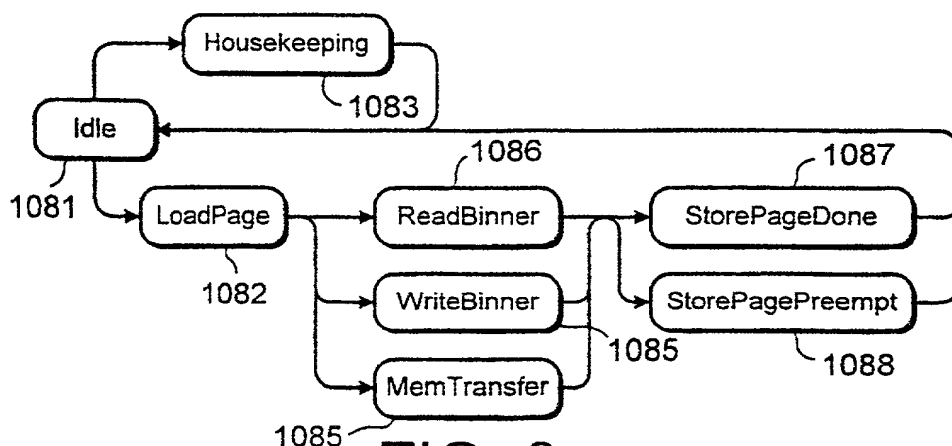 Housekeeping
1083
Idle
1081
1086
1087
LoadPage
ReadBinner
StorePageDone
1082
WriteBinner
StorePagePreempt
1085
1088
MemTransfer
1085